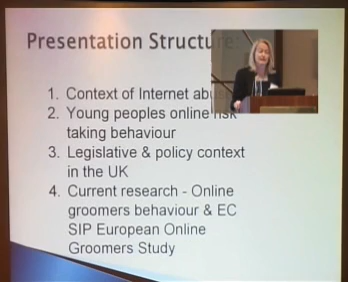 Presentation Structure
1. Context of Internet
2. Young peoples online risk
taking behaviour
3. Legislative & policy context
in the UK
4. Current research - Online
groomers behaviour & EC
SIP European Online
Groomers Study